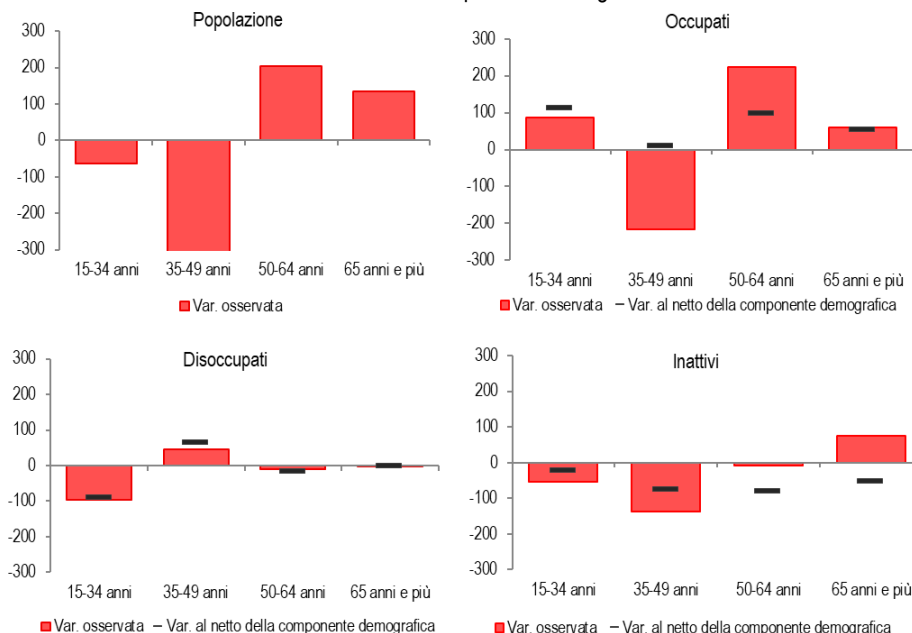 Popolazione
300
200
100
0
-100
-200
-300
15-34 anni 35-49 anni 50-64 anni 65 anni e più
Var. osservata
Occupati
300
200
100
0
-100
-200
-300
15-34 anni 35-49 anni 50-64 anni 65 anni e più
Var. osservata Var. al netto della componente demografica
Disoccupati
300
200
100
0
-100
-200
-300
15-34 anni 35-49 anni 50-64 anni 65 anni e più
Var. osservata Var. al netto della componente demografica
Inattivi
300
200
100
0
-100
-200
-300
15-34 anni 35-49 anni 50-64 anni 65 anni e più
Var. osservata Var. al netto della componente demografica